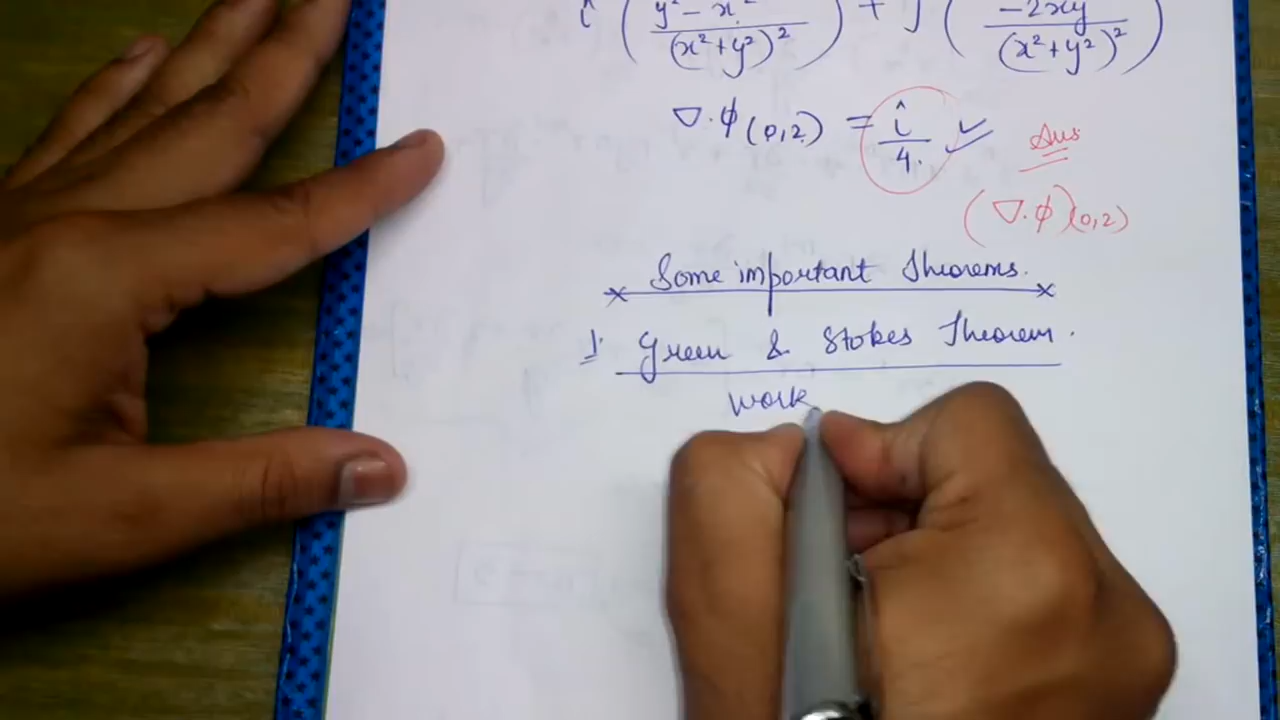 î ( y² - x² / (x²+y²)² ) + j ( -2xy / (x²+y²)² )
∇.φ (0,2) = î / 4. Ans
(∇.φ)(0,2)
Some important Theorems.
1. Green & Stokes Theorem.
Work